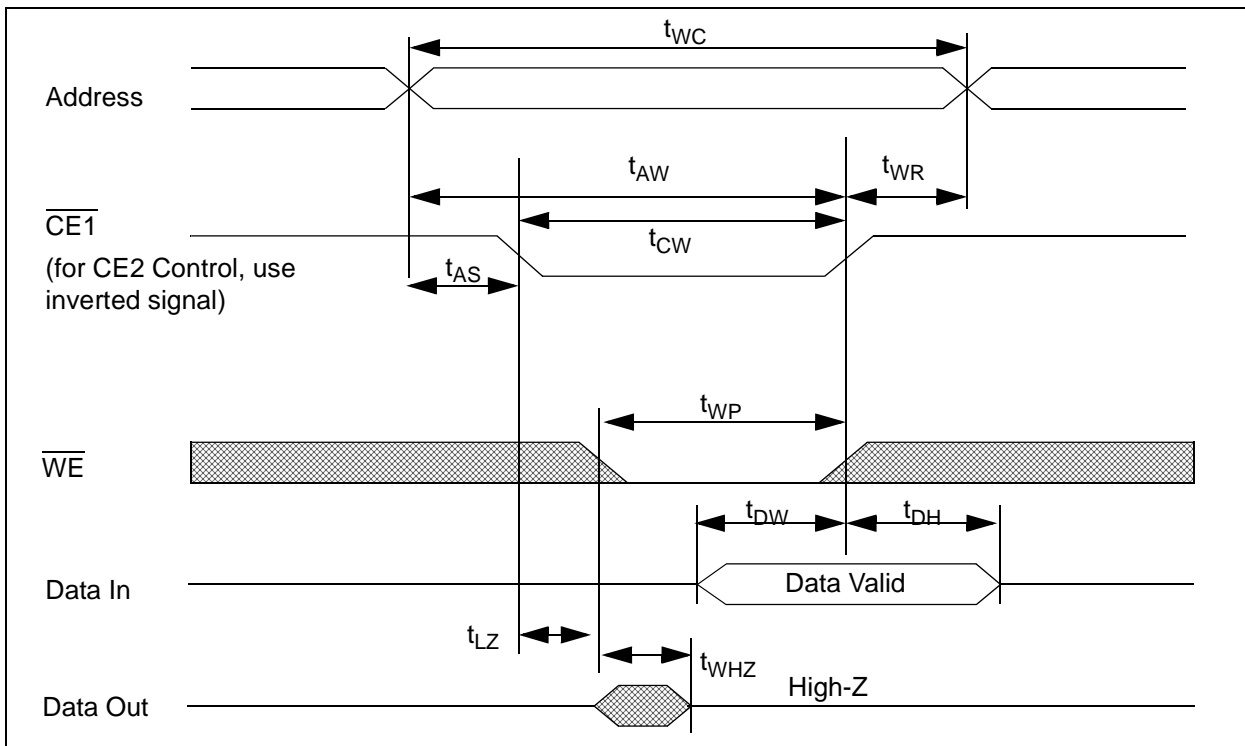 tWC
Address
tAW
tWR
CE1
tCW
(for CE2 Control, use
inverted signal)
tAS
tWP
WE
tDW
tDH
Data In
Data Valid
tLZ
tWHZ
High-Z
Data Out